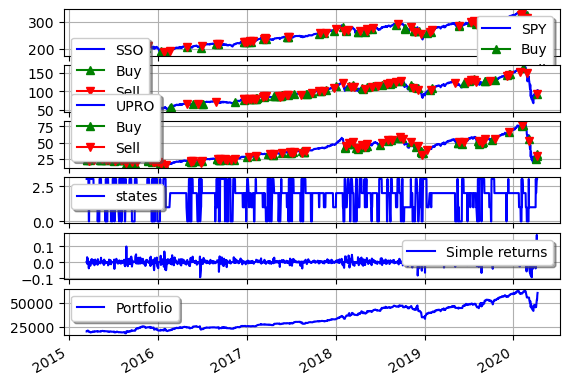 300
200
SPY
Buy
SSO
Buy
Sell
150
100
50
UPRO
Buy
Sell
75
50
25
2.5
0.0
states
0.1
0.0
−0.1
Simple returns
50000
25000
Portfolio
2015
2016
2017
2018
2019
2020